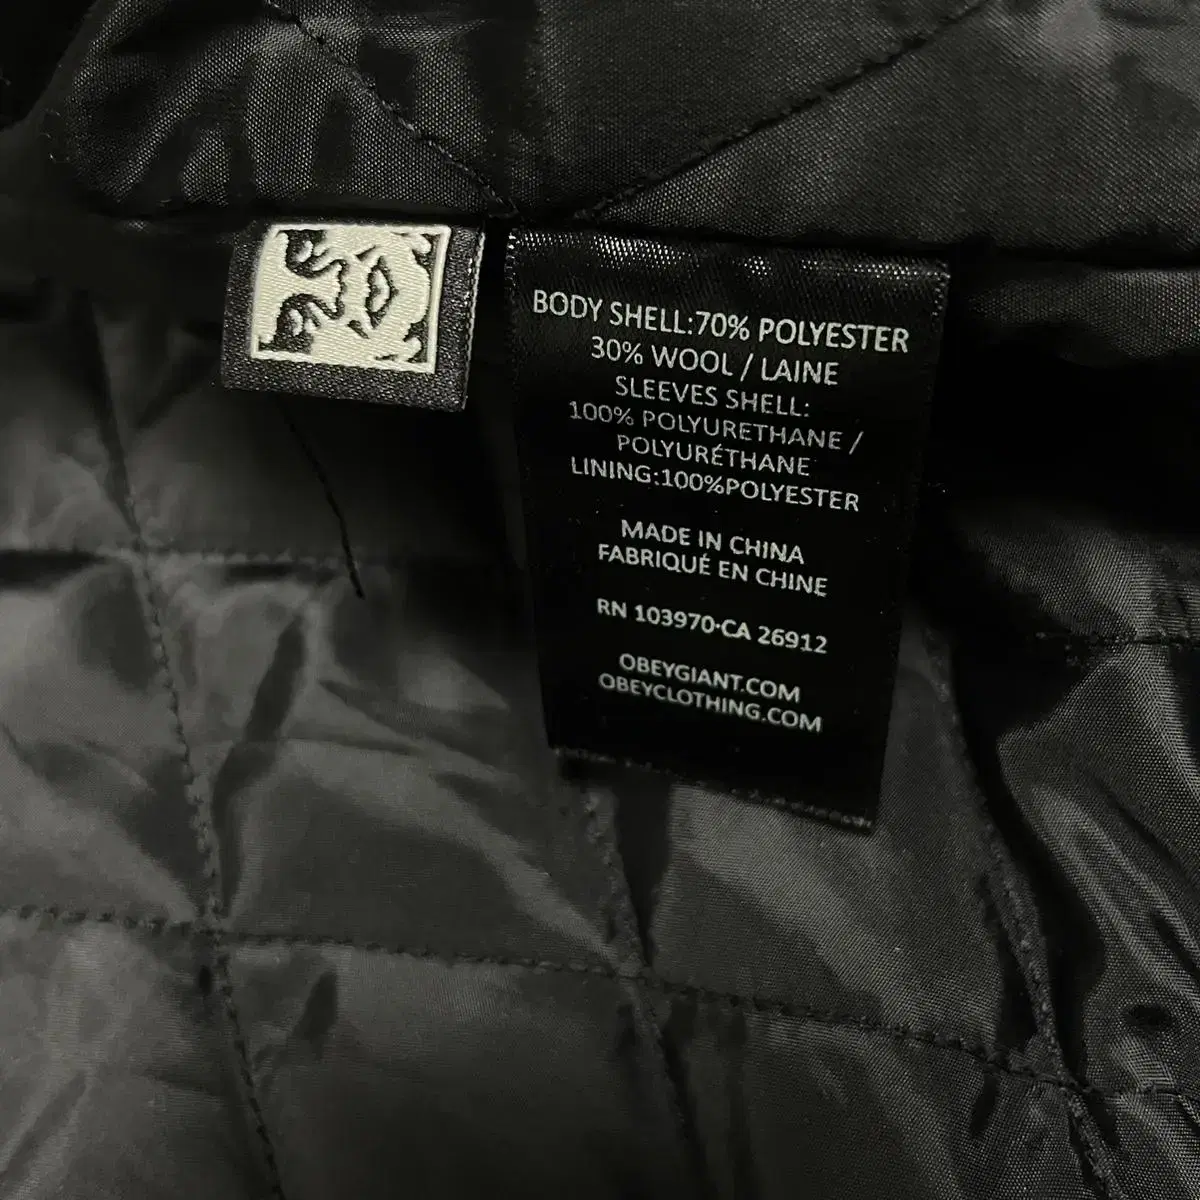 BODY SHELL:70% POLYESTER
30% WOOL / LAINE
SLEEVES SHELL:
100% POLYURETHANE /
POLYURÉTHANE
LINING:100%POLYESTER
MADE IN CHINA
FABRIQUÉ EN CHINE
RN 103970·CA 26912
OBEYGIANT.COM
OBEYCLOTHING.COM